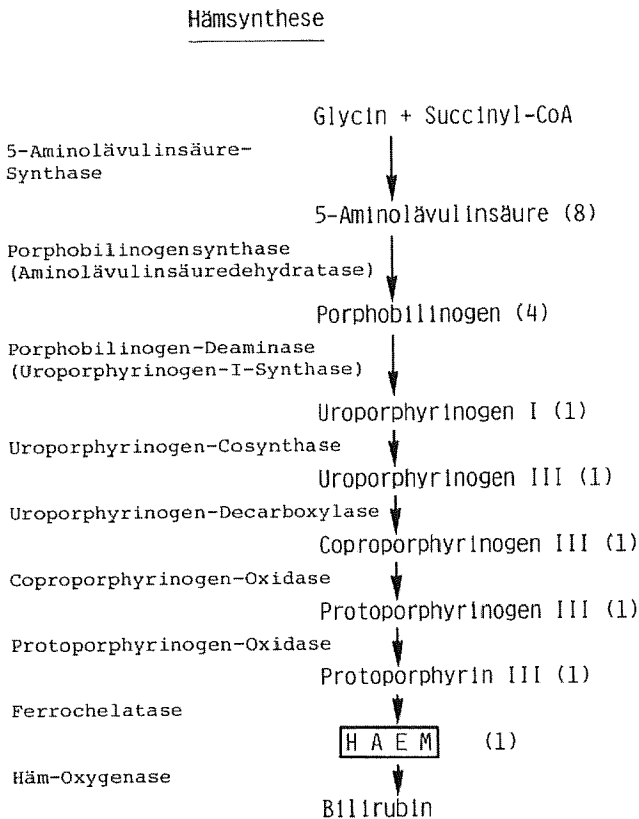 Hämsynthese
Glycin + Succinyl-CoA
5-Aminolävulinsäure-
Synthase
5-Aminolävulinsäure (8)
Porphobilinogensynthase
(Aminolävulinsäuredehydratase)
Porphobilinogen (4)
Porphobilinogen-Deaminase
(Uroporphyrinogen-I-Synthase)
Uroporphyrinogen I (1)
Uroporphyrinogen-Cosynthase
Uroporphyrinogen III (1)
Uroporphyrinogen-Decarboxylase
Coproporphyrinogen III (1)
Coproporphyrinogen-Oxidase
Protoporphyrinogen III (1)
Protoporphyrinogen-Oxidase
Protoporphyrin III (1)
Ferrochelatase
H A E M (1)
Häm-Oxygenase
Bilirubin